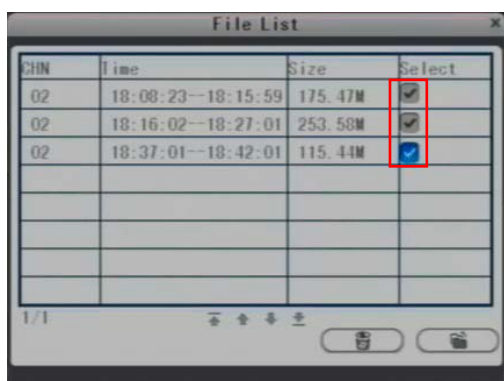 File List
CHN Time Size Select
02 18:08:23--18:15:59 175.47M
02 18:16:02--18:27:01 253.58M
02 18:37:01--18:42:01 115.44M
1/1